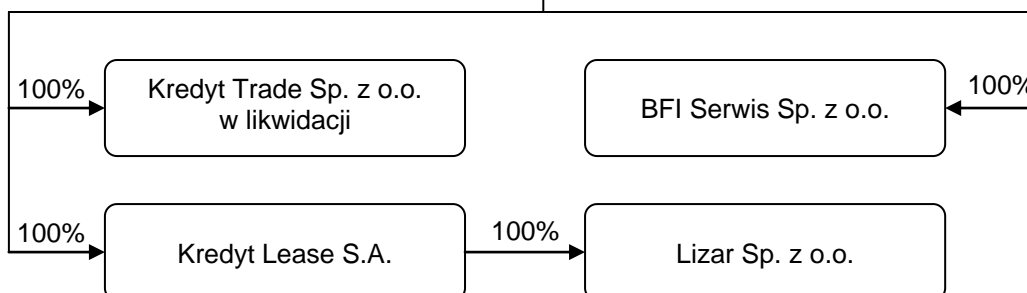 100%
Kredyt Trade Sp. z o.o.
w likwidacji
BFI Serwis Sp. z o.o.
100%
100%
Kredyt Lease S.A.
100%
Lizar Sp. z o.o.